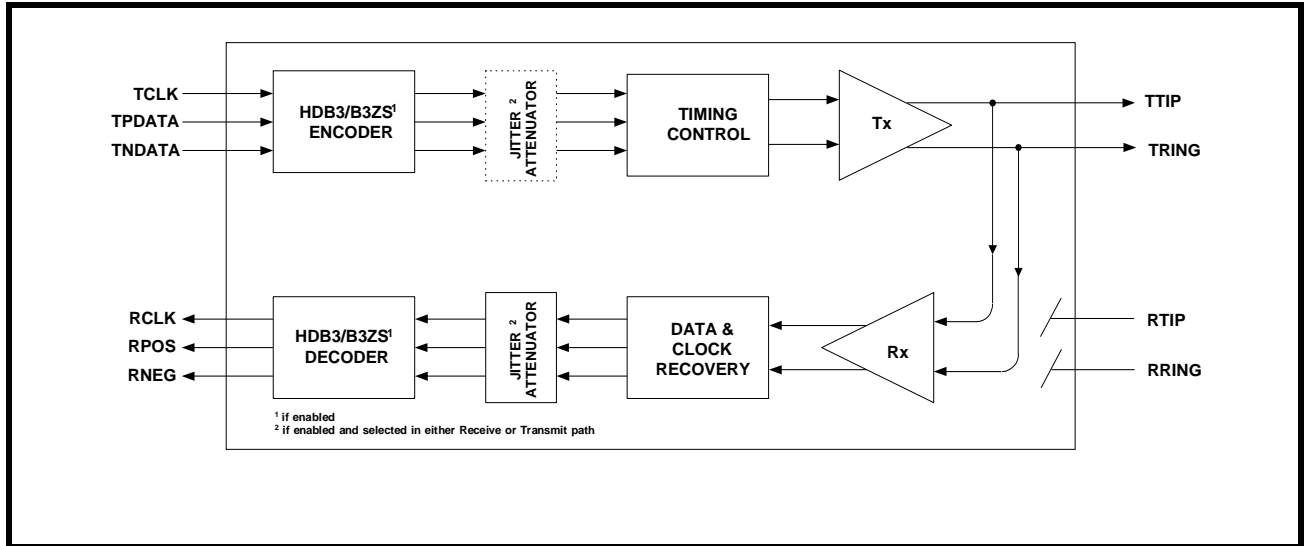 TCLK
TPDATA
TNDATA
HDB3/B3ZS1
ENCODER
JITTER 2
ATTENUATOR
TIMING
CONTROL
Tx
TTIP
TRING
RCLK
RPOS
RNEG
HDB3/B3ZS1
DECODER
JITTER 2
ATTENUATOR
DATA &
CLOCK
RECOVERY
Rx
RTIP
RRING
1 if enabled
2 if enabled and selected in either Receive or Transmit path